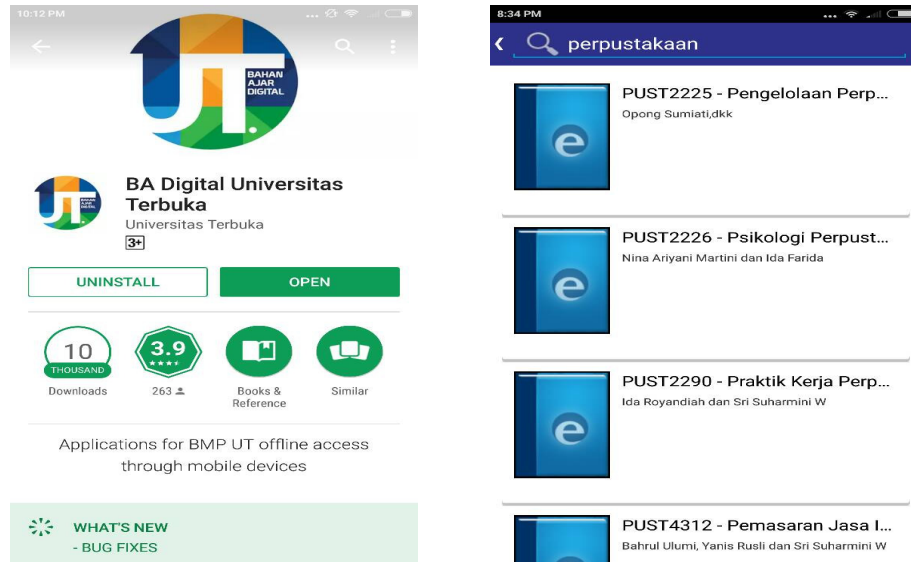 10:12 PM
BAHAN
AJAR
DIGITAL
UT
BA Digital Universitas
Terbuka
Universitas Terbuka
3+
UNINSTALL
OPEN
10
THOUSAND
Downloads
3.9
263
Books &
Reference
Similar
Applications for BMP UT offline access
through mobile devices
WHAT'S NEW
- BUG FIXES
8:34 PM
perpustakaan
PUST2225 - Pengelolaan Perp...
Opong Sumiati,dkk
PUST2226 - Psikologi Perpust...
Nina Ariyani Martini dan Ida Farida
PUST2290 - Praktik Kerja Perp...
Ida Royandiah dan Sri Suharmini W
PUST4312 - Pemasaran Jasa I...
Bahrul Ulumi, Yanis Rusli dan Sri Suharmini W